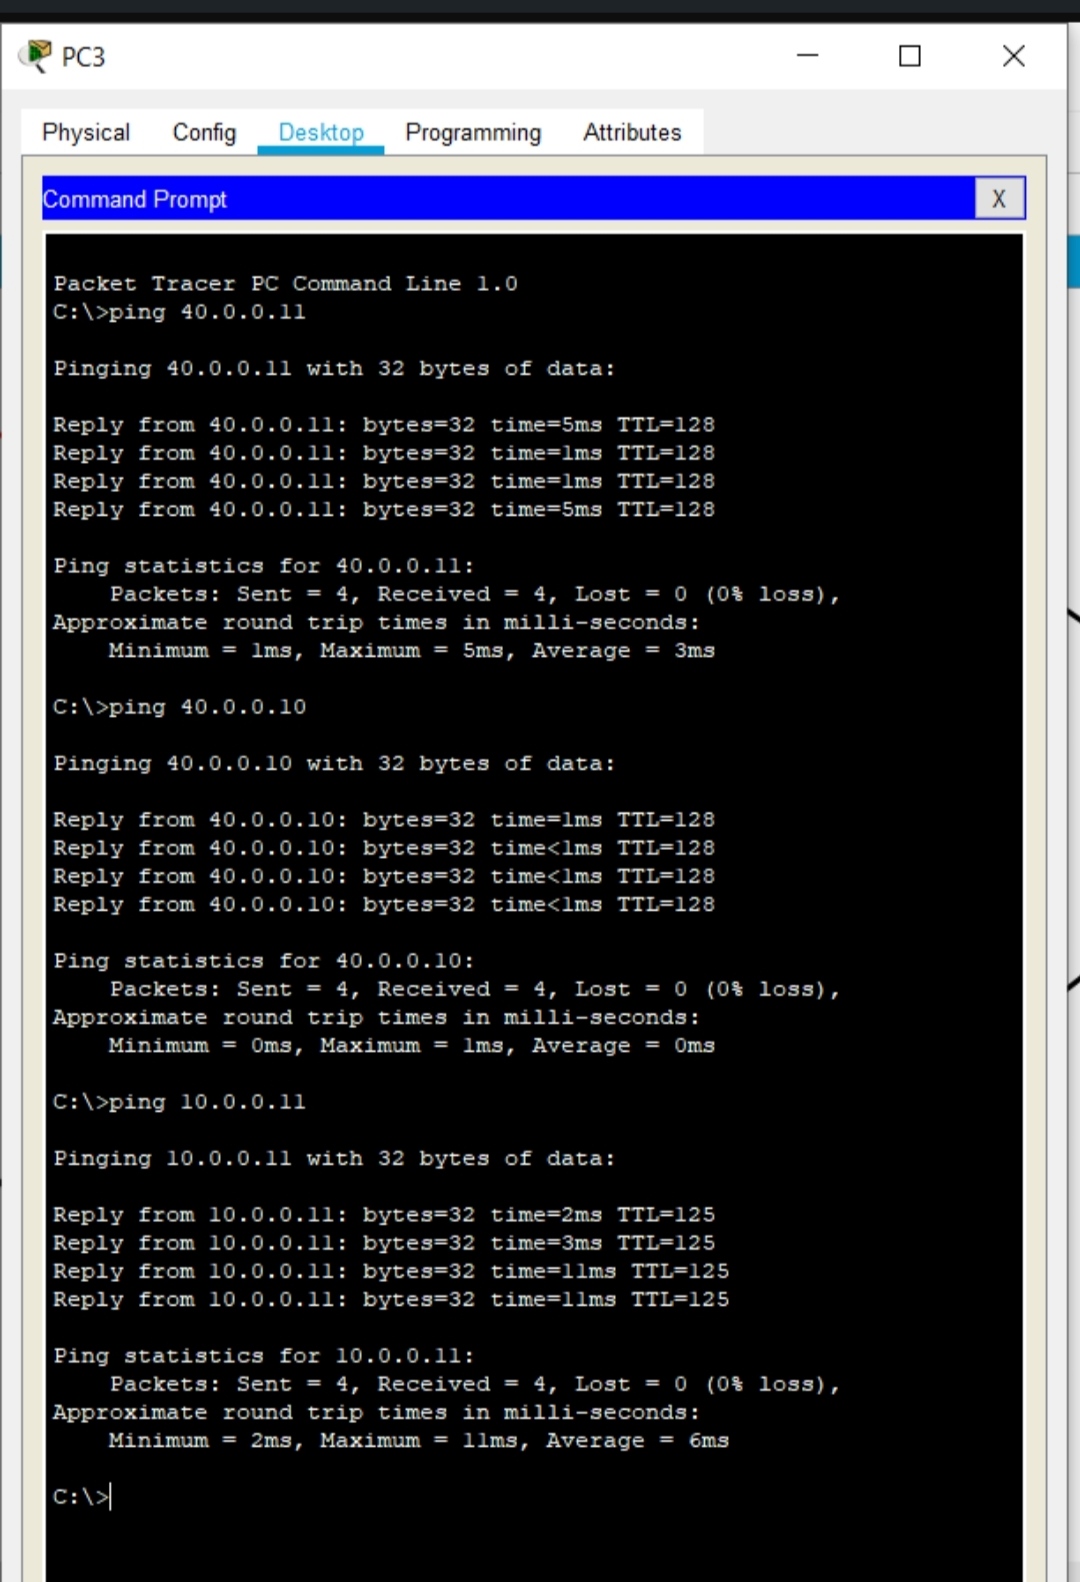 PC3
Physical Config Desktop Programming Attributes
Command Prompt X
Packet Tracer PC Command Line 1.0
C:\>ping 40.0.0.11
Pinging 40.0.0.11 with 32 bytes of data:
Reply from 40.0.0.11: bytes=32 time=5ms TTL=128
Reply from 40.0.0.11: bytes=32 time=1ms TTL=128
Reply from 40.0.0.11: bytes=32 time=1ms TTL=128
Reply from 40.0.0.11: bytes=32 time=5ms TTL=128
Ping statistics for 40.0.0.11:
    Packets: Sent = 4, Received = 4, Lost = 0 (0% loss),
Approximate round trip times in milli-seconds:
    Minimum = 1ms, Maximum = 5ms, Average = 3ms
C:\>ping 40.0.0.10
Pinging 40.0.0.10 with 32 bytes of data:
Reply from 40.0.0.10: bytes=32 time=1ms TTL=128
Reply from 40.0.0.10: bytes=32 time<1ms TTL=128
Reply from 40.0.0.10: bytes=32 time<1ms TTL=128
Reply from 40.0.0.10: bytes=32 time<1ms TTL=128
Ping statistics for 40.0.0.10:
    Packets: Sent = 4, Received = 4, Lost = 0 (0% loss),
Approximate round trip times in milli-seconds:
    Minimum = 0ms, Maximum = 1ms, Average = 0ms
C:\>ping 10.0.0.11
Pinging 10.0.0.11 with 32 bytes of data:
Reply from 10.0.0.11: bytes=32 time=2ms TTL=125
Reply from 10.0.0.11: bytes=32 time=3ms TTL=125
Reply from 10.0.0.11: bytes=32 time=11ms TTL=125
Reply from 10.0.0.11: bytes=32 time=11ms TTL=125
Ping statistics for 10.0.0.11:
    Packets: Sent = 4, Received = 4, Lost = 0 (0% loss),
Approximate round trip times in milli-seconds:
    Minimum = 2ms, Maximum = 11ms, Average = 6ms
C:\>